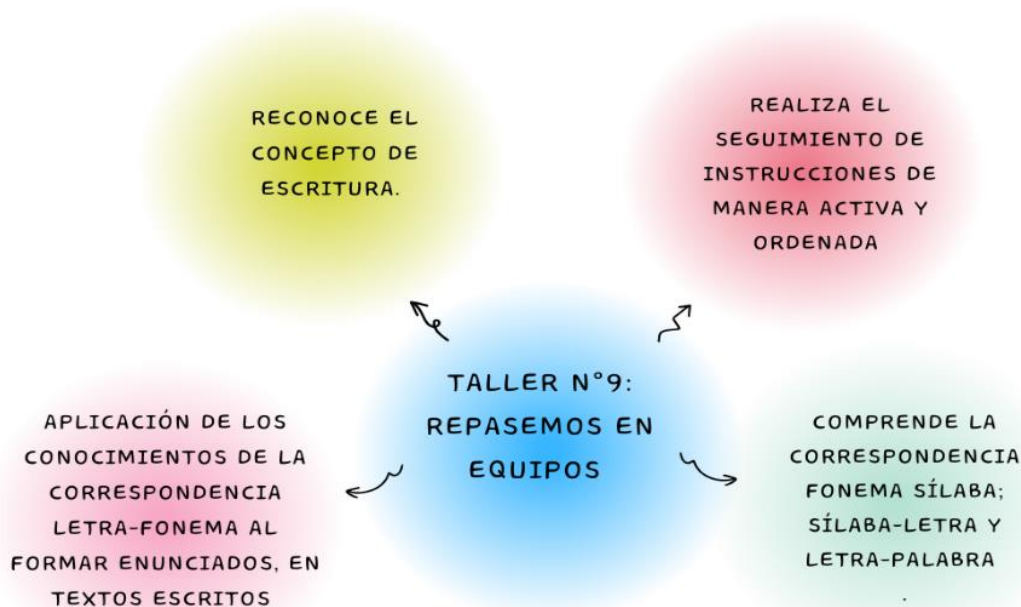 RECONOCE EL
CONCEPTO DE
ESCRITURA.
REALIZA EL
SEGUIMIENTO DE
INSTRUCCIONES DE
MANERA ACTIVA Y
ORDENADA
TALLER N°9:
REPASEMOS EN
EQUIPOS
APLICACIÓN DE LOS
CONOCIMIENTOS DE LA
CORRESPONDENCIA
LETRA-FONEMA AL
FORMAR ENUNCIADOS, EN
TEXTOS ESCRITOS
COMPRENDE LA
CORRESPONDENCIA
FONEMA SÍLABA;
SÍLABA-LETRA Y
LETRA-PALABRA
.